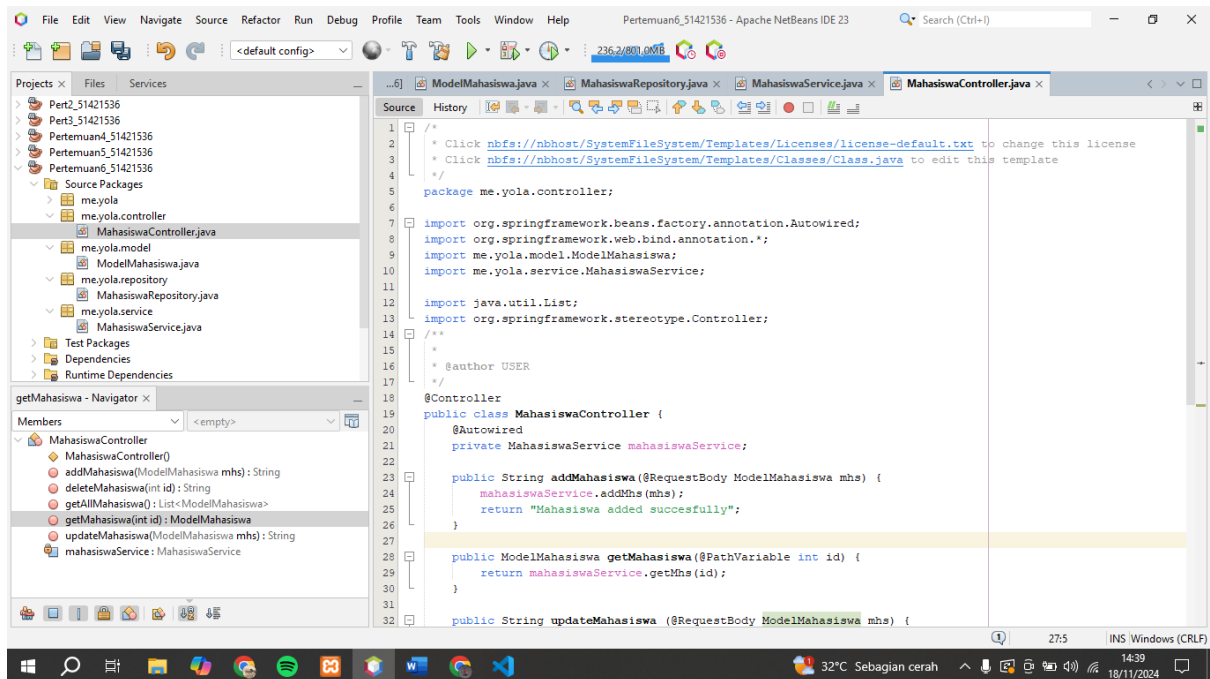 File Edit View Navigate Source Refactor Run Debug Profile Team Tools Window Help Pertemuan6_51421536 - Apache NetBeans IDE 23 Search (Ctrl+I)
<default config> 236,2/801,0MB
Projects Files Services
Pert2_51421536
Pert3_51421536
Pertemuan4_51421536
Pertemuan5_51421536
Pertemuan6_51421536
Source Packages
me.yola
me.yola.controller
MahasiswaController.java
me.yola.model
ModelMahasiswa.java
me.yola.repository
MahasiswaRepository.java
me.yola.service
MahasiswaService.java
Test Packages
Dependencies
Runtime Dependencies
getMahasiswa - Navigator
Members <empty>
MahasiswaController
MahasiswaController()
addMahasiswa(ModelMahasiswa mhs) : String
deleteMahasiswa(int id) : String
getAllMahasiswa() : List<ModelMahasiswa>
getMahasiswa(int id) : ModelMahasiswa
updateMahasiswa(ModelMahasiswa mhs) : String
mahasiswaService : MahasiswaService
...6] ModelMahasiswa.java MahasiswaRepository.java MahasiswaService.java MahasiswaController.java
Source History
1 /*
2 * Click nbfs://nbhost/SystemFileSystem/Templates/Licenses/license-default.txt to change this license
3 * Click nbfs://nbhost/SystemFileSystem/Templates/Classes/Class.java to edit this template
4 */
5 package me.yola.controller;
6
7 import org.springframework.beans.factory.annotation.Autowired;
8 import org.springframework.web.bind.annotation.*;
9 import me.yola.model.ModelMahasiswa;
10 import me.yola.service.MahasiswaService;
11
12 import java.util.List;
13 import org.springframework.stereotype.Controller;
14 /**
15 *
16 * @author USER
17 */
18 @Controller
19 public class MahasiswaController {
20 @Autowired
21 private MahasiswaService mahasiswaService;
22
23 public String addMahasiswa(@RequestBody ModelMahasiswa mhs) {
24 mahasiswaService.addMhs(mhs);
25 return "Mahasiswa added succesfully";
26 }
27
28 public ModelMahasiswa getMahasiswa(@PathVariable int id) {
29 return mahasiswaService.getMhs(id);
30 }
31
32 public String updateMahasiswa (@RequestBody ModelMahasiswa mhs) {
1 27:5 INS Windows (CRLF)
32°C Sebagian cerah 14:39
18/11/2024